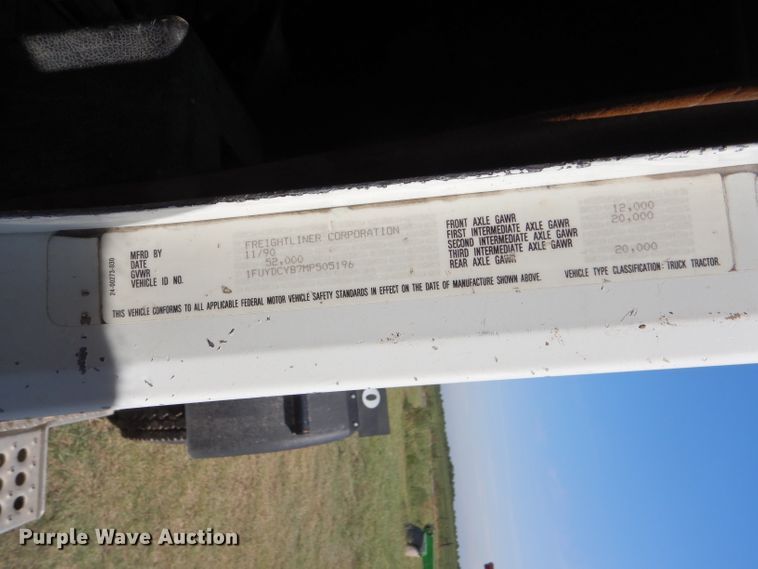 MFRD BY FREIGHTLINER CORPORATION
DATE 11/90
GVWR 52,000
VEHICLE ID NO. 1FUYDCYB7MP505196
FRONT AXLE GAWR 12,000
FIRST INTERMEDIATE AXLE GAWR 20,000
SECOND INTERMEDIATE AXLE GAWR
THIRD INTERMEDIATE AXLE GAWR
REAR AXLE GAWR 20,000
THIS VEHICLE CONFORMS TO ALL APPLICABLE FEDERAL MOTOR VEHICLE SAFETY STANDARDS IN EFFECT ON THE DATE OF MANUFACTURE SHOWN ABOVE. VEHICLE TYPE CLASSIFICATION: TRUCK TRACTOR.
24-00273-030
Purple Wave Auction